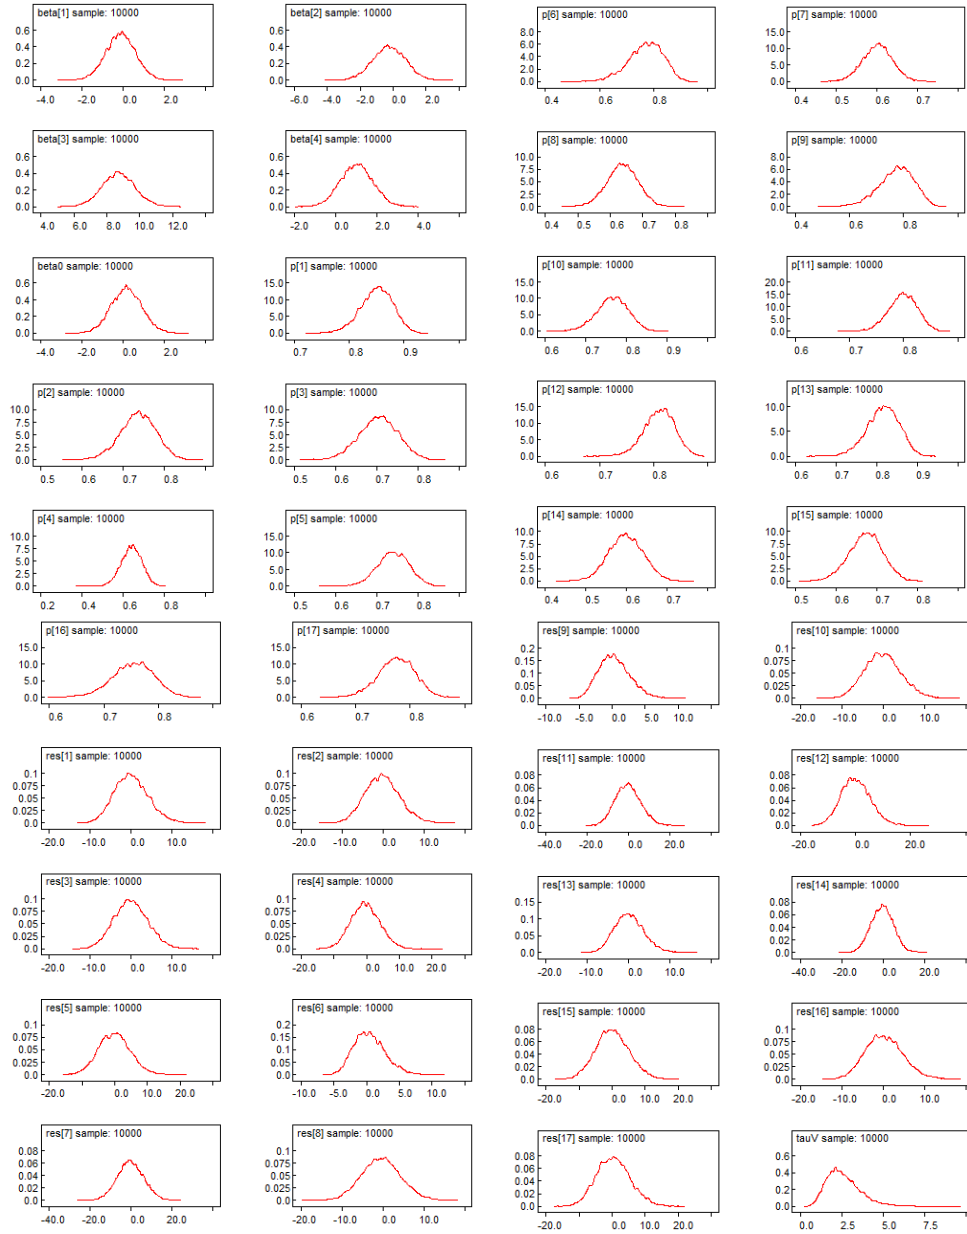 beta[1] sample: 10000
0.6
0.4
0.2
0.0
-4.0 -2.0 0.0 2.0
beta[2] sample: 10000
0.6
0.4
0.2
0.0
-6.0 -4.0 -2.0 0.0 2.0
p[6] sample: 10000
8.0
6.0
4.0
2.0
0.0
0.4 0.6 0.8 1.0
p[7] sample: 10000
15.0
10.0
5.0
0.0
0.4 0.5 0.6 0.7
beta[3] sample: 10000
0.6
0.4
0.2
0.0
4.0 6.0 8.0 10.0 12.0
beta[4] sample: 10000
0.6
0.4
0.2
0.0
-2.0 0.0 2.0 4.0
p[8] sample: 10000
10.0
7.5
5.0
2.5
0.0
0.4 0.5 0.6 0.7 0.8
p[9] sample: 10000
8.0
6.0
4.0
2.0
0.0
0.4 0.6 0.8 1.0
beta0 sample: 10000
0.6
0.4
0.2
0.0
-4.0 -2.0 0.0 2.0
p[1] sample: 10000
15.0
10.0
5.0
0.0
0.7 0.8 0.9
p[10] sample: 10000
15.0
10.0
5.0
0.0
0.6 0.7 0.8 0.9
p[11] sample: 10000
20.0
15.0
10.0
5.0
0.0
0.6 0.7 0.8
p[2] sample: 10000
10.0
7.5
5.0
2.5
0.0
0.5 0.6 0.7 0.8
p[3] sample: 10000
10.0
7.5
5.0
2.5
0.0
0.5 0.6 0.7 0.8
p[12] sample: 10000
15.0
10.0
5.0
0.0
0.6 0.7 0.8
p[13] sample: 10000
10.0
5.0
0.0
0.6 0.7 0.8 0.9
p[4] sample: 10000
10.0
7.5
5.0
2.5
0.0
0.2 0.4 0.6 0.8
p[5] sample: 10000
15.0
10.0
5.0
0.0
0.5 0.6 0.7 0.8
p[14] sample: 10000
10.0
7.5
5.0
2.5
0.0
0.4 0.5 0.6 0.7
p[15] sample: 10000
10.0
7.5
5.0
2.5
0.0
0.5 0.6 0.7 0.8
p[16] sample: 10000
15.0
10.0
5.0
0.0
0.6 0.7 0.8
p[17] sample: 10000
15.0
10.0
5.0
0.0
0.6 0.7 0.8
res[9] sample: 10000
0.2
0.15
0.1
0.05
0.0
-10.0 -5.0 0.0 5.0 10.0
res[10] sample: 10000
0.1
0.075
0.05
0.025
0.0
-20.0 -10.0 0.0 10.0
res[1] sample: 10000
0.1
0.075
0.05
0.025
0.0
-20.0 -10.0 0.0 10.0
res[2] sample: 10000
0.1
0.075
0.05
0.025
0.0
-20.0 -10.0 0.0 10.0
res[11] sample: 10000
0.08
0.06
0.04
0.02
0.0
-40.0 -20.0 0.0 20.0
res[12] sample: 10000
0.08
0.06
0.04
0.02
0.0
-20.0 0.0 20.0
res[3] sample: 10000
0.1
0.075
0.05
0.025
0.0
-20.0 -10.0 0.0 10.0
res[4] sample: 10000
0.1
0.075
0.05
0.025
0.0
-20.0 0.0 10.0 20.0
res[13] sample: 10000
0.15
0.1
0.05
0.0
-20.0 -10.0 0.0 10.0
res[14] sample: 10000
0.08
0.06
0.04
0.02
0.0
-40.0 -20.0 0.0 20.0
res[5] sample: 10000
0.1
0.075
0.05
0.025
0.0
-20.0 0.0 10.0 20.0
res[6] sample: 10000
0.2
0.15
0.1
0.05
0.0
-10.0 -5.0 0.0 5.0 10.0
res[15] sample: 10000
0.08
0.06
0.04
0.02
0.0
-20.0 -10.0 0.0 10.0 20.0
res[16] sample: 10000
0.1
0.075
0.05
0.025
0.0
-20.0 -10.0 0.0 10.0
res[7] sample: 10000
0.08
0.06
0.04
0.02
0.0
-40.0 -20.0 0.0 20.0
res[8] sample: 10000
0.1
0.075
0.05
0.025
0.0
-20.0 -10.0 0.0 10.0
res[17] sample: 10000
0.08
0.06
0.04
0.02
0.0
-20.0 -10.0 0.0 10.0 20.0
tauV sample: 10000
0.6
0.4
0.2
0.0
0.0 2.5 5.0 7.5